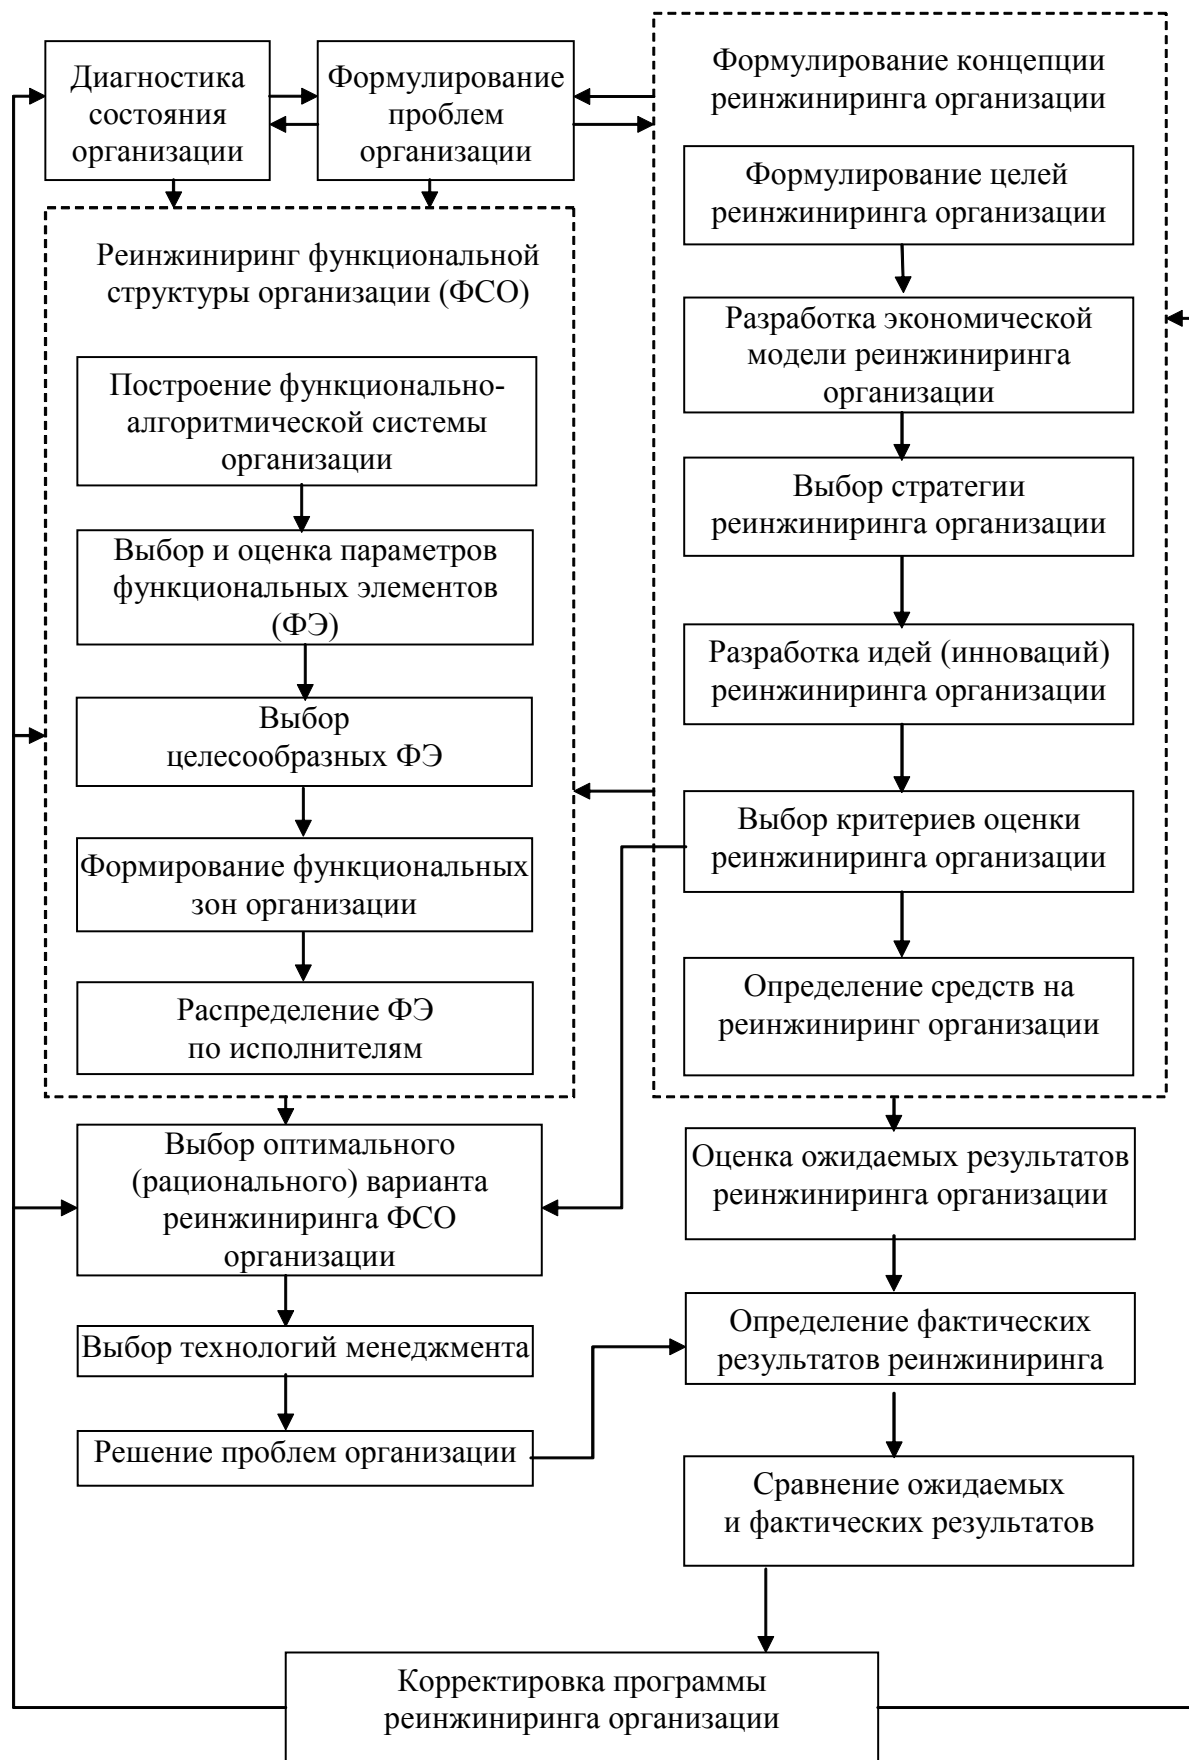 Диагностика
состояния
организации
Формулирование
проблем
организации
Формулирование концепции
реинжиниринга организации
Формулирование целей
реинжиниринга организации
Разработка экономической
модели реинжиниринга
организации
Выбор стратегии
реинжиниринга организации
Разработка идей (инноваций)
реинжиниринга организации
Выбор критериев оценки
реинжиниринга организации
Определение средств на
реинжиниринг организации
Реинжиниринг функциональной
структуры организации (ФСО)
Построение функционально-
алгоритмической системы
организации
Выбор и оценка параметров
функциональных элементов
(ФЭ)
Выбор
целесообразных ФЭ
Формирование функциональных
зон организации
Распределение ФЭ
по исполнителям
Выбор оптимального
(рационального) варианта
реинжиниринга ФСО
организации
Выбор технологий менеджмента
Решение проблем организации
Оценка ожидаемых результатов
реинжиниринга организации
Определение фактических
результатов реинжиниринга
Сравнение ожидаемых
и фактических результатов
Корректировка программы
реинжиниринга организации